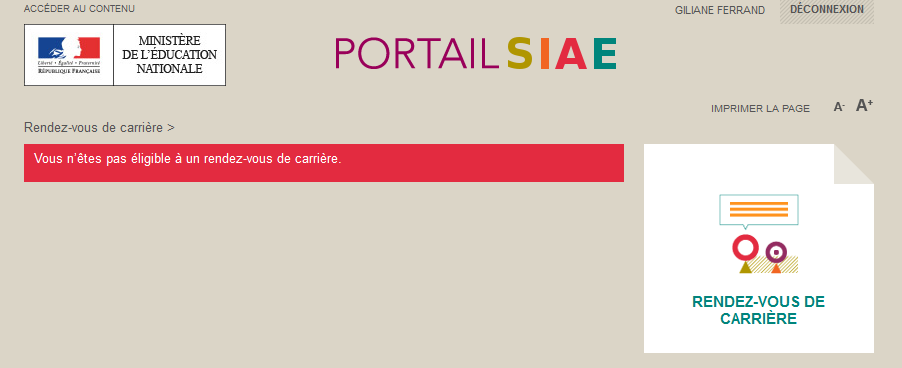 ACCÉDER AU CONTENU
GILIANE FERRAND
DÉCONNEXION
Liberté • Égalité • Fraternité
RÉPUBLIQUE FRANÇAISE
MINISTÈRE
DE L'ÉDUCATION
NATIONALE
PORTAIL SIAE
IMPRIMER LA PAGE
A-
A+
Rendez-vous de carrière >
Vous n'êtes pas éligible à un rendez-vous de carrière.
RENDEZ-VOUS DE
CARRIÈRE